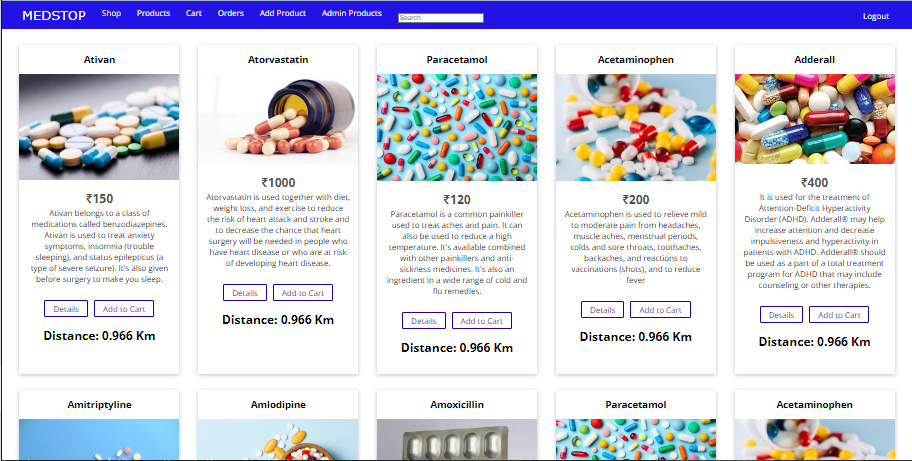 MEDSTOP Shop Products Cart Orders Add Product Admin Products Search Logout
Ativan
₹150
Ativan belongs to a class of
medications called benzodiazepines.
Ativan is used to treat anxiety
symptoms, insomnia (trouble
sleeping), and status epilepticus (a
type of severe seizure). It's also given
before surgery to make you sleep.
Details Add to Cart
Distance: 0.966 Km
Atorvastatin
₹1000
Atorvastatin is used together with diet,
weight loss, and exercise to reduce
the risk of heart attack and stroke and
to decrease the chance that heart
surgery will be needed in people who
have heart disease or who are at risk
of developing heart disease.
Details Add to Cart
Distance: 0.966 Km
Paracetamol
₹120
Paracetamol is a common painkiller
used to treat aches and pain. It can
also be used to reduce a high
temperature. It's available combined
with other painkillers and anti-
sickness medicines. It's also an
ingredient in a wide range of cold and
flu remedies.
Details Add to Cart
Distance: 0.966 Km
Acetaminophen
₹200
Acetaminophen is used to relieve mild
to moderate pain from headaches,
muscle aches, menstrual periods,
colds and sore throats, toothaches,
backaches, and reactions to
vaccinations (shots), and to reduce
fever
Details Add to Cart
Distance: 0.966 Km
Adderall
₹400
It is used for the treatment of
Attention-Deficit Hyperactivity
Disorder (ADHD). Adderall® may help
increase attention and decrease
impulsiveness and hyperactivity in
patients with ADHD. Adderall® should
be used as a part of a total treatment
program for ADHD that may include
counseling or other therapies.
Details Add to Cart
Distance: 0.966 Km
Amitriptyline
Amlodipine
Amoxicillin
Paracetamol
Acetaminophen